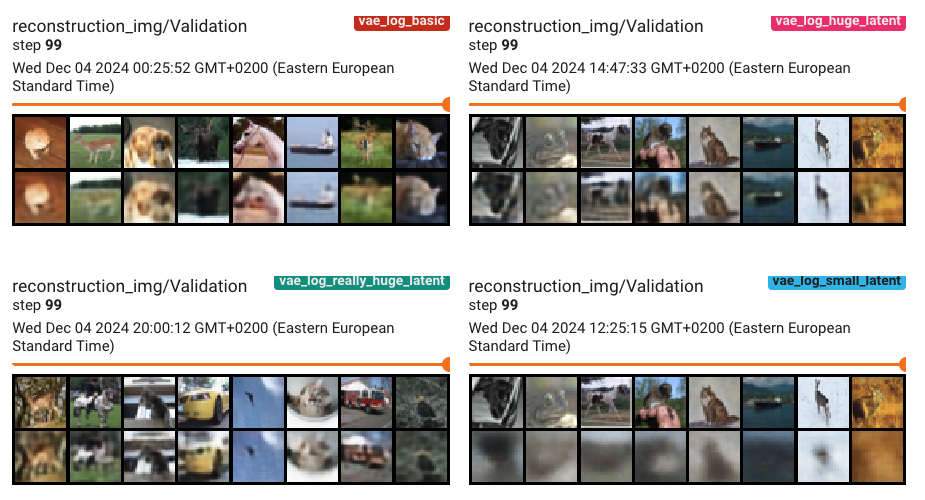 reconstruction_img/Validation
vae_log_basic
step 99
Wed Dec 04 2024 00:25:52 GMT+0200 (Eastern European
Standard Time)
reconstruction_img/Validation
vae_log_huge_latent
step 99
Wed Dec 04 2024 14:47:33 GMT+0200 (Eastern European
Standard Time)
reconstruction_img/Validation
vae_log_really_huge_latent
step 99
Wed Dec 04 2024 20:00:12 GMT+0200 (Eastern European
Standard Time)
reconstruction_img/Validation
vae_log_small_latent
step 99
Wed Dec 04 2024 12:25:15 GMT+0200 (Eastern European
Standard Time)